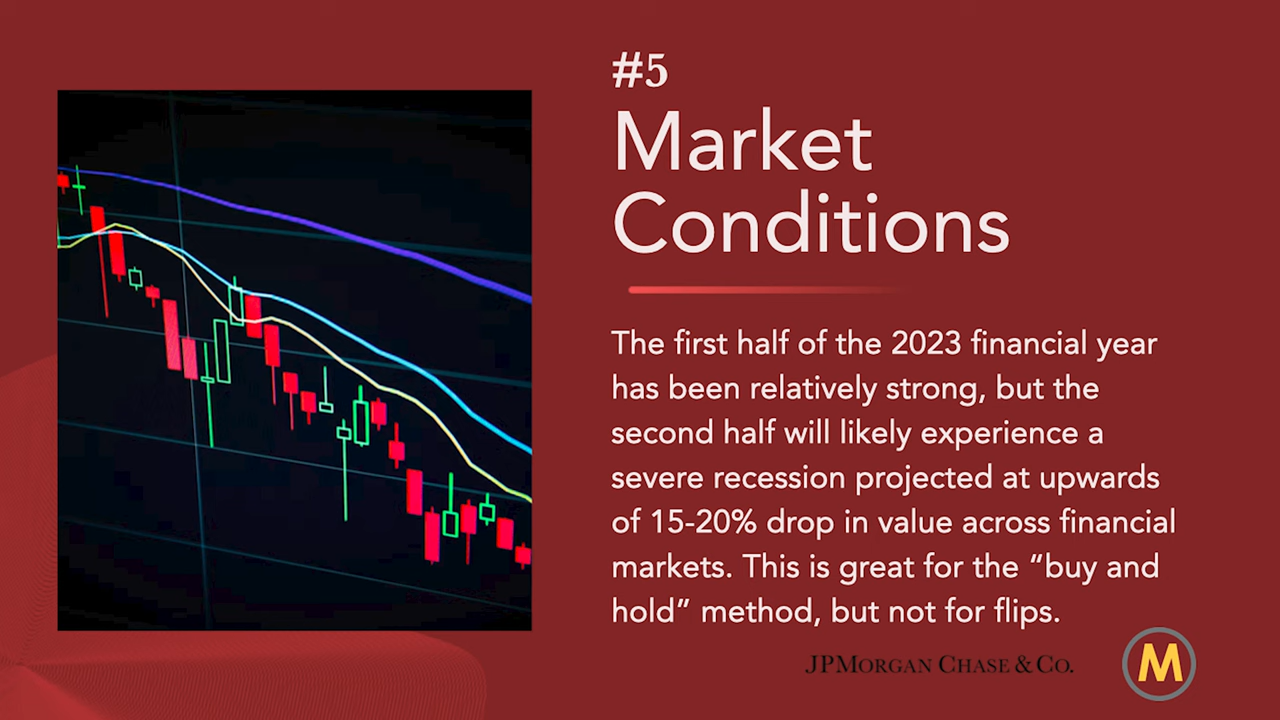 #5
Market
Conditions
The first half of the 2023 financial year
has been relatively strong, but the
second half will likely experience a
severe recession projected at upwards
of 15-20% drop in value across financial
markets. This is great for the “buy and
hold” method, but not for flips.
JPMORGAN CHASE & CO.
M